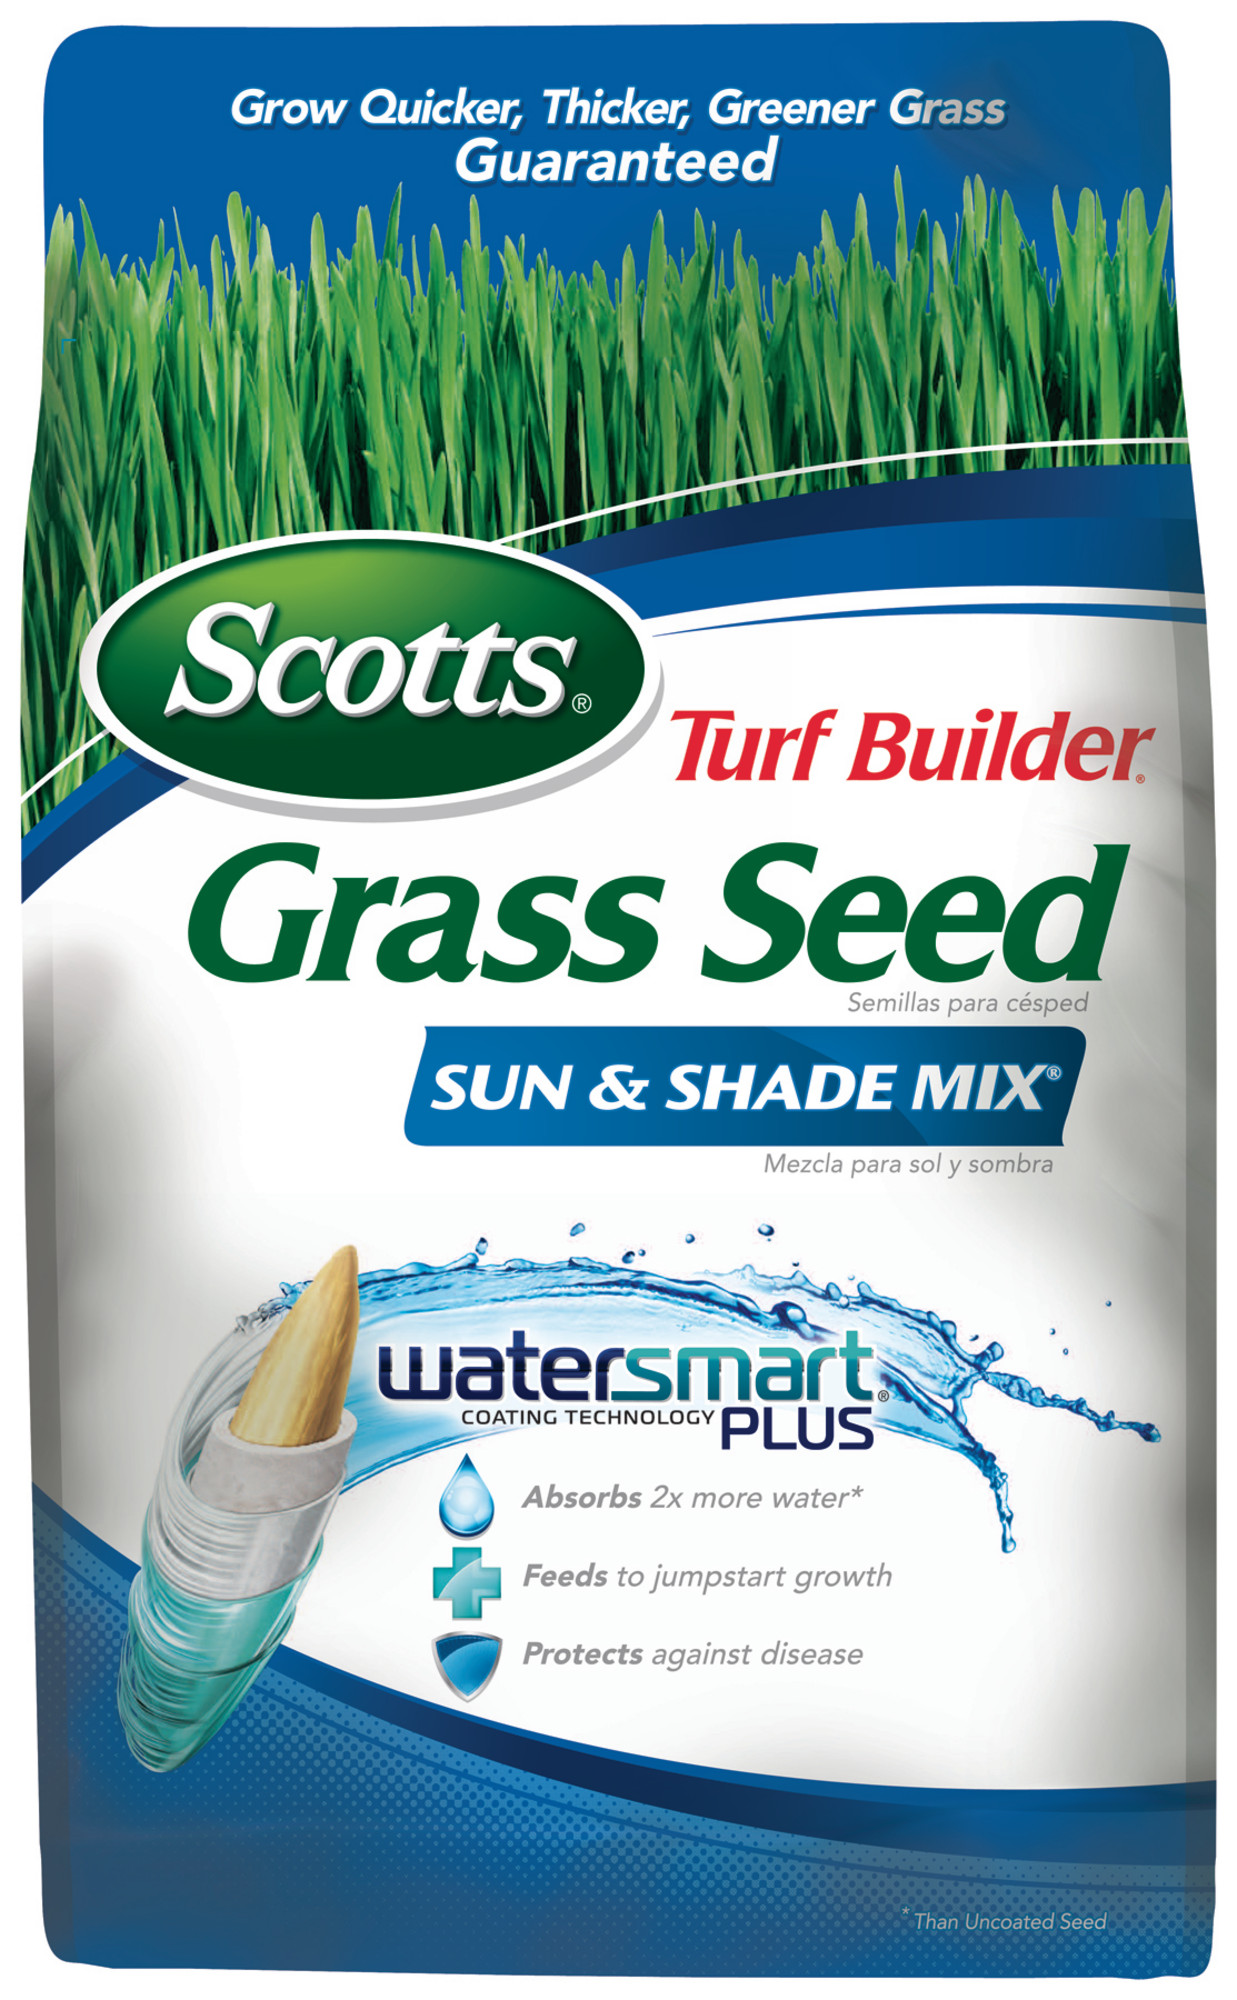 Grow Quicker, Thicker, Greener Grass
Guaranteed
Scotts®
Turf Builder®
Grass Seed
Semillas para césped
SUN & SHADE MIX®
Mezcla para sol y sombra
watersmart®
COATING TECHNOLOGY PLUS
Absorbs 2x more water*
Feeds to jumpstart growth
Protects against disease
*Than Uncoated Seed